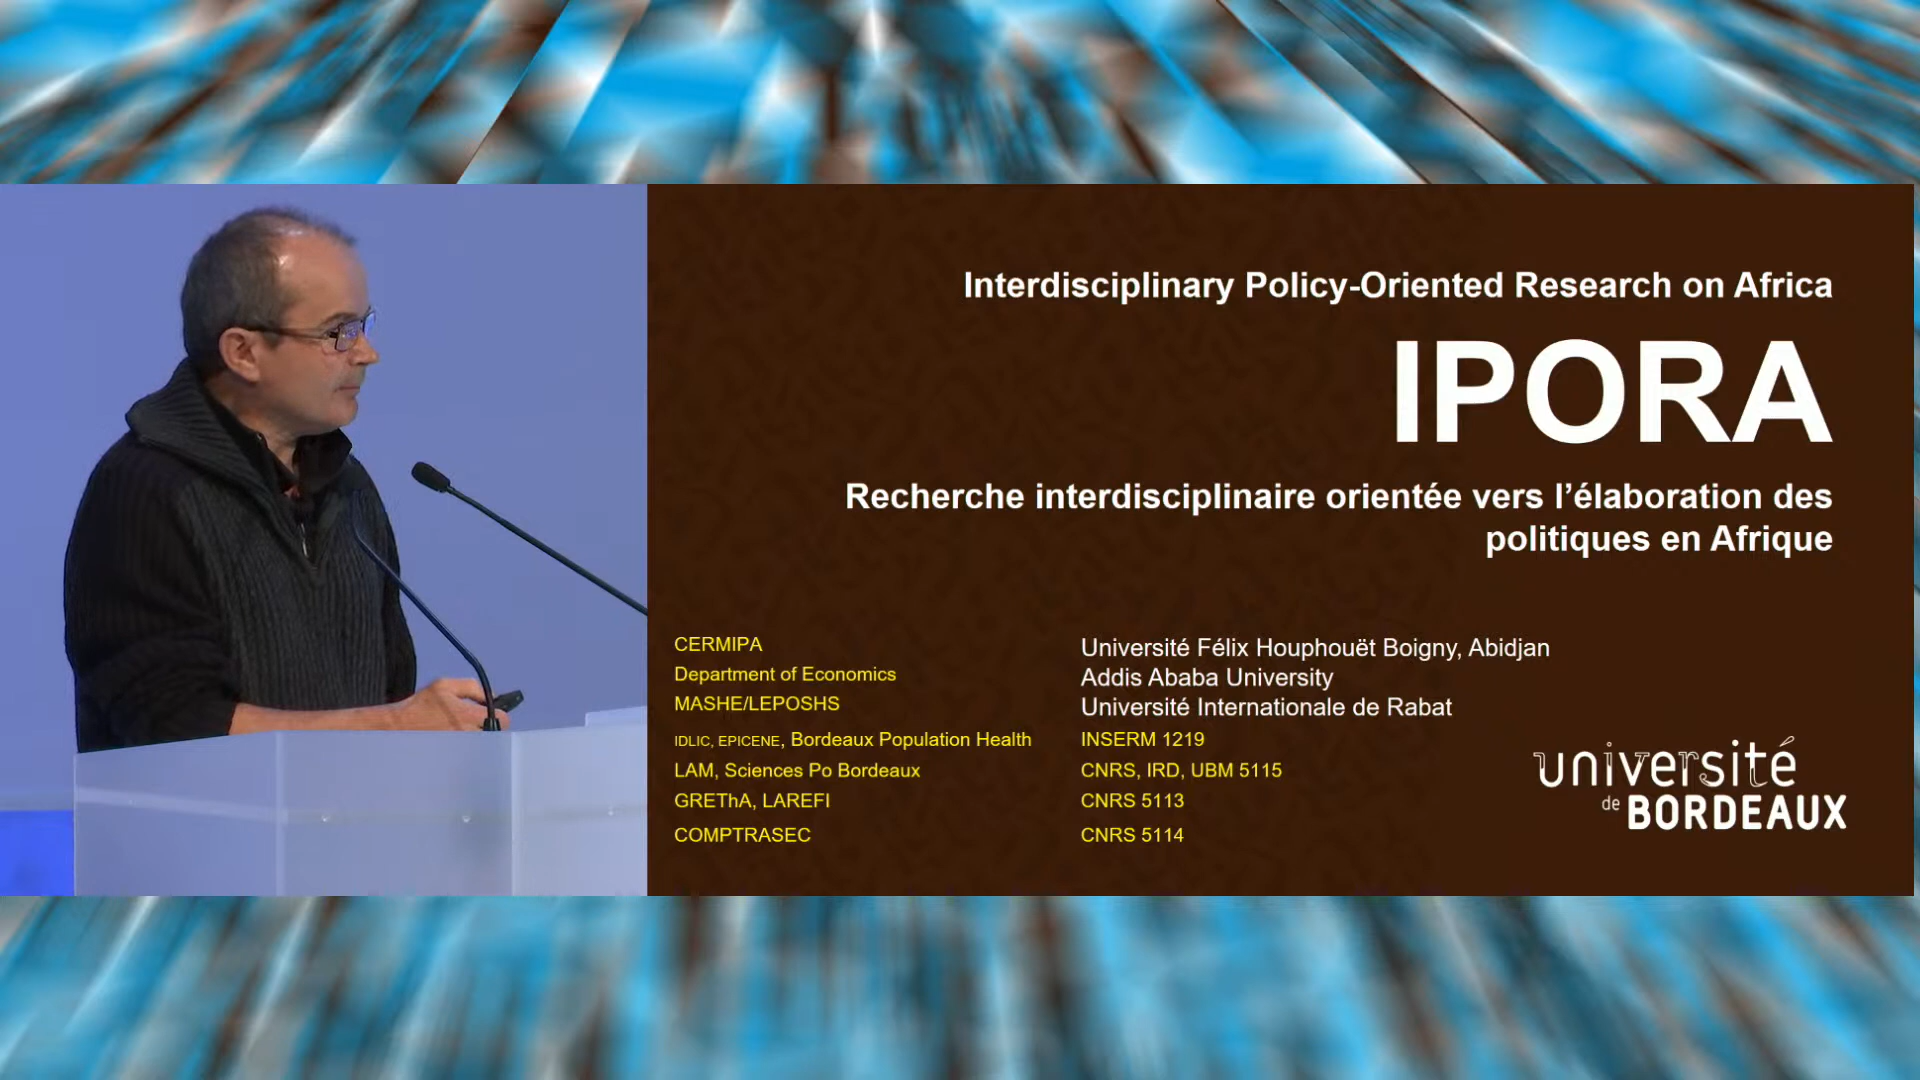 Interdisciplinary Policy-Oriented Research on Africa
IPORA
Recherche interdisciplinaire orientée vers l’élaboration des
politiques en Afrique
CERMIPA Université Félix Houphouët Boigny, Abidjan
Department of Economics Addis Ababa University
MASHE/LEPOSHS Université Internationale de Rabat
IDLIC, EPICENE, Bordeaux Population Health INSERM 1219
LAM, Sciences Po Bordeaux CNRS, IRD, UBM 5115
GREThA, LAREFI CNRS 5113
COMPTRASEC CNRS 5114
université
de BORDEAUX